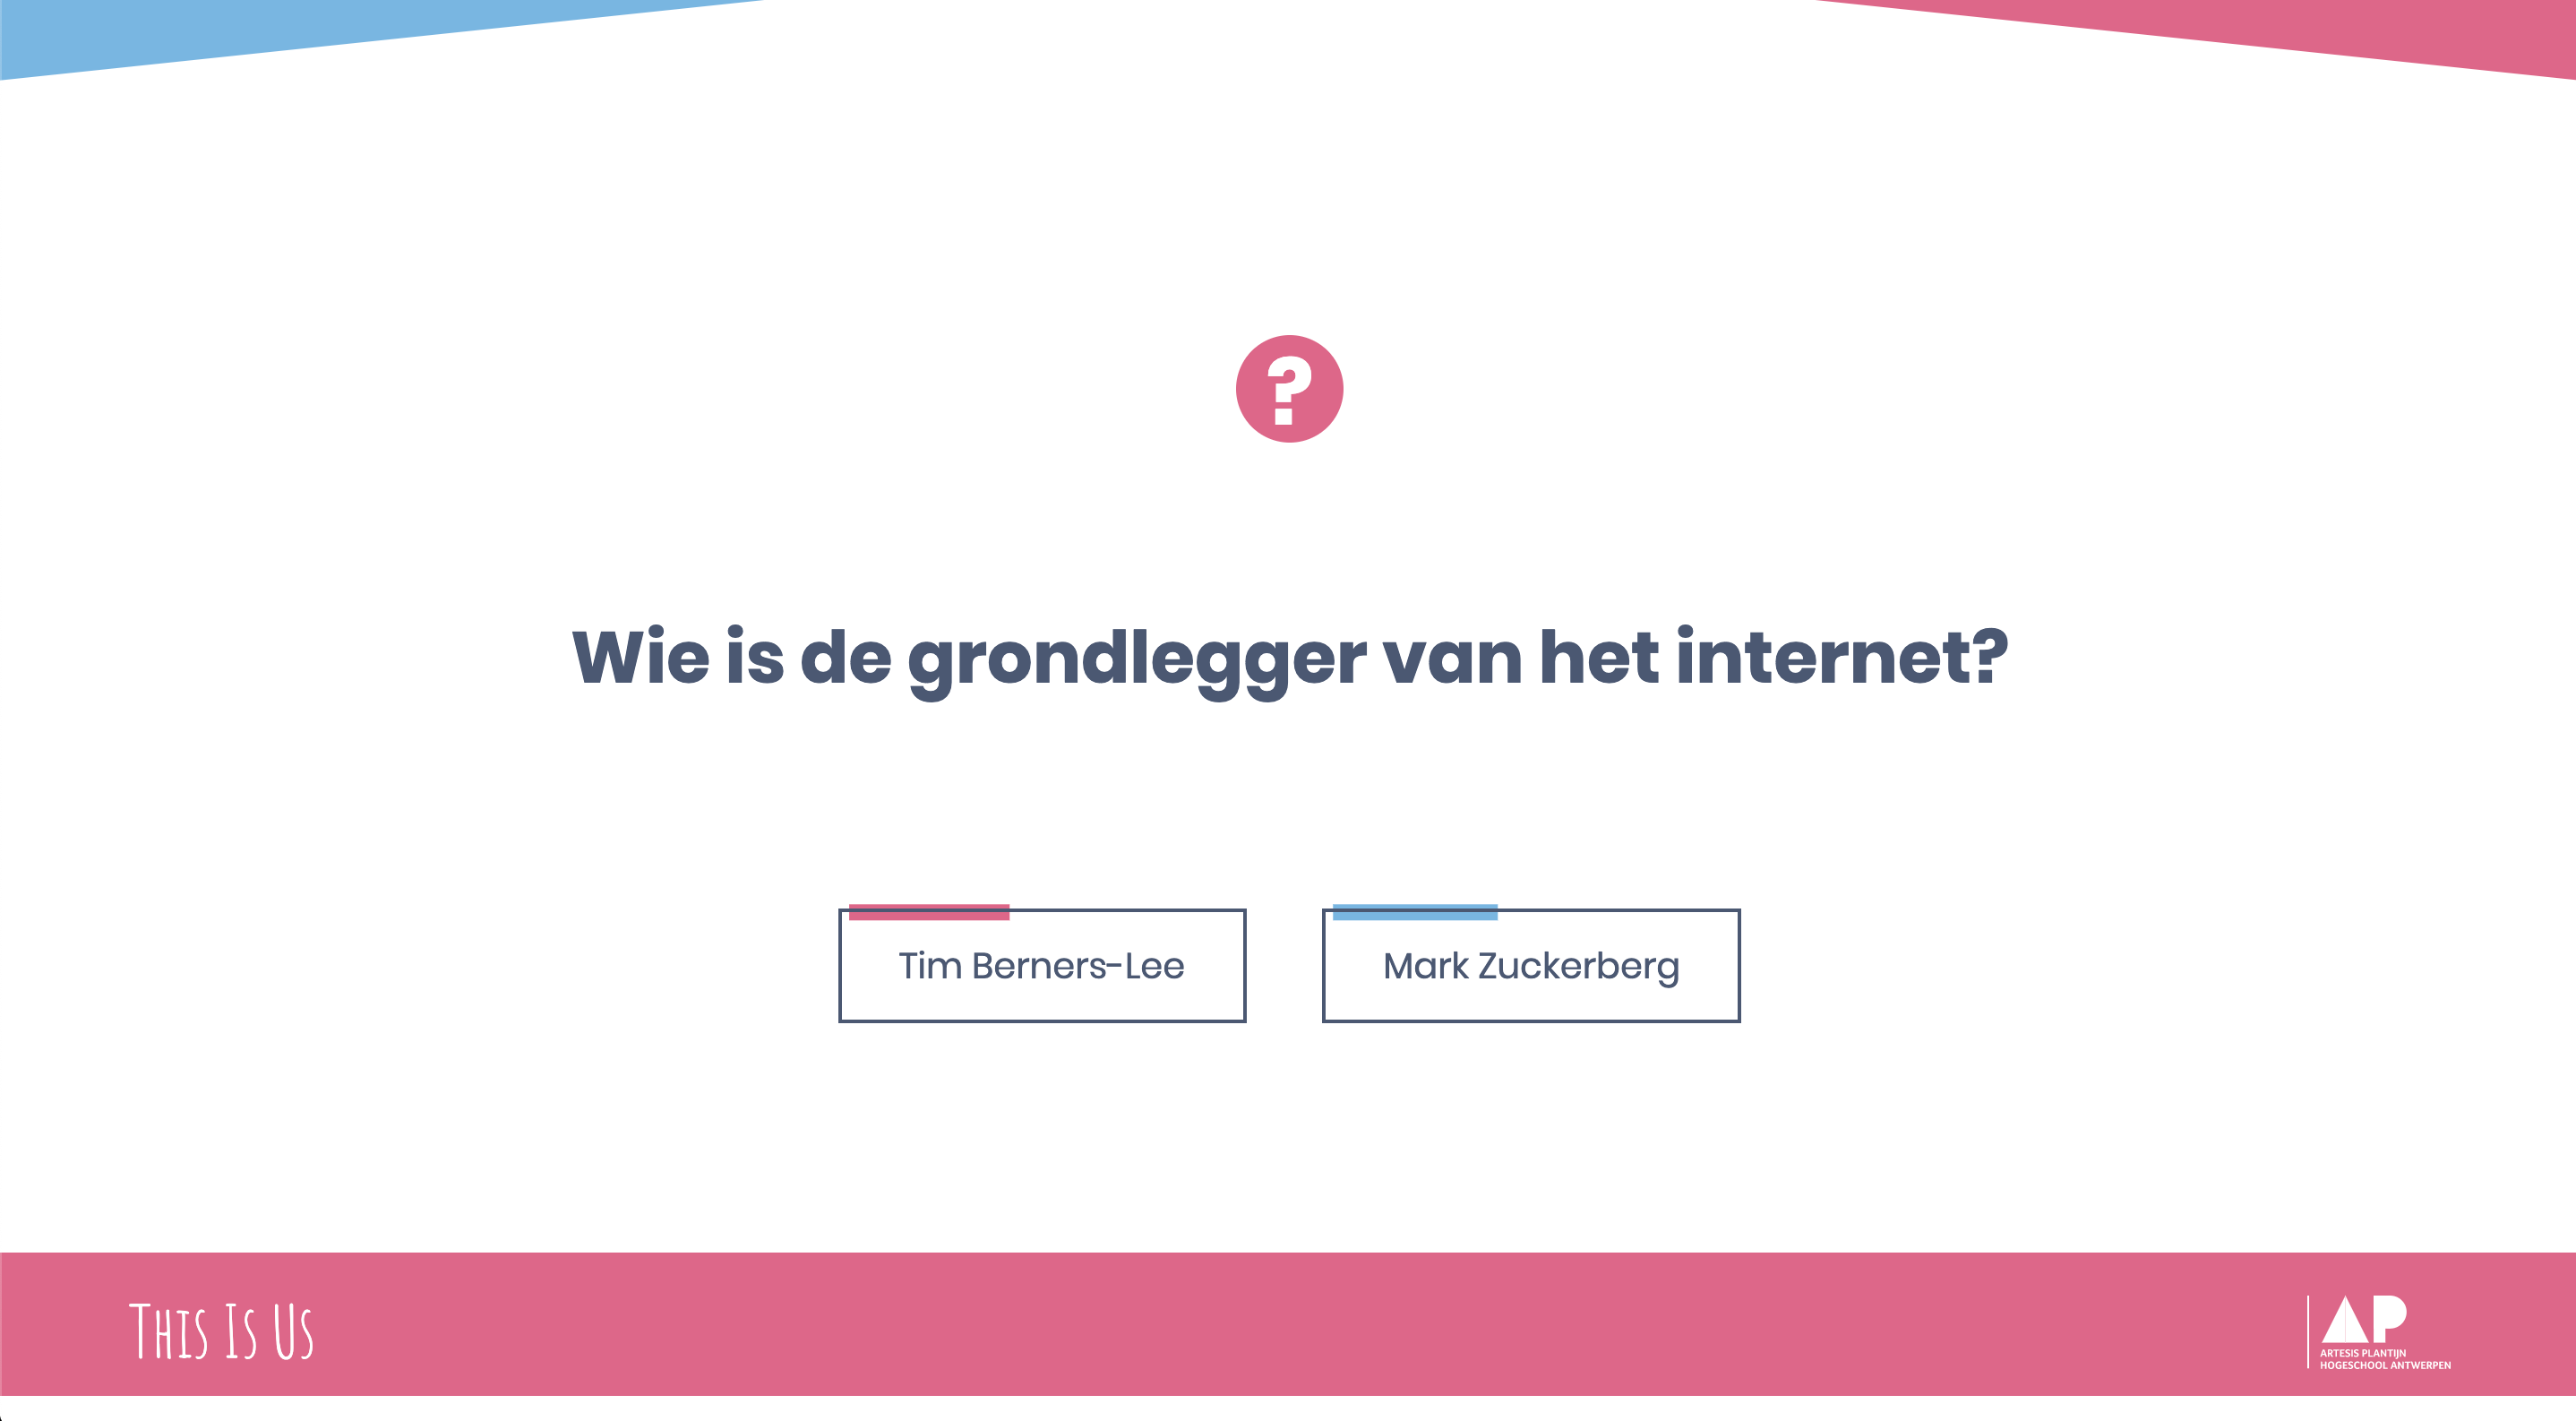 ?
Wie is de grondlegger van het internet?
Tim Berners-Lee
Mark Zuckerberg
This Is Us
AP
ARTESIS PLANTIJN
HOGESCHOOL ANTWERPEN